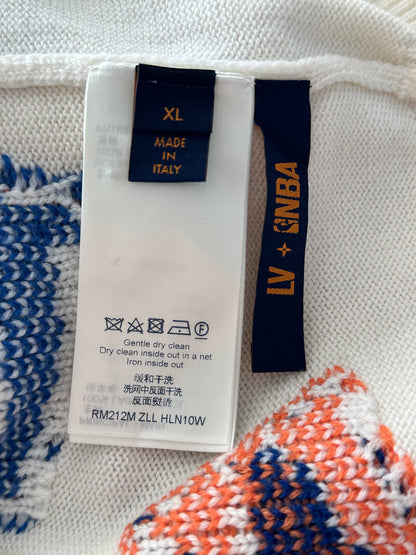 XL
MADE
IN
ITALY
LV + NBA
Gentle dry clean
Dry clean inside out in a net
Iron inside out
缓和干洗
洗网中反面干洗
反面熨烫
RM212M ZLL HLN10W